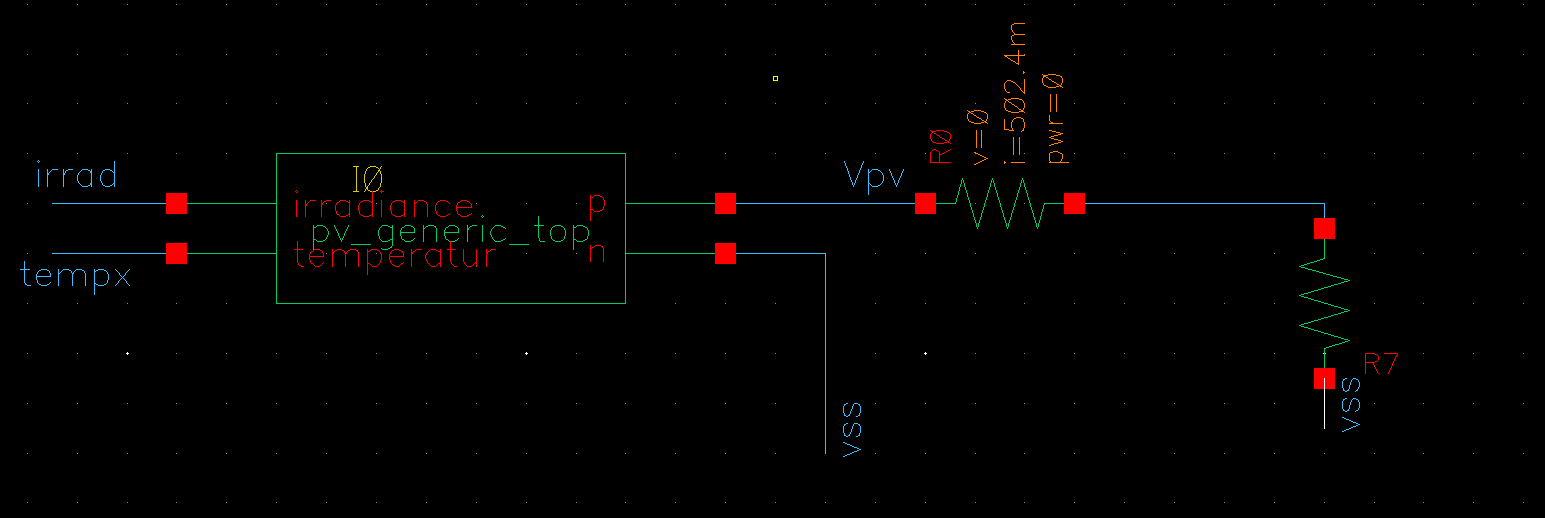 irrad
tempx
I0
irradiance
pv_generic_top
temperatur
p
n
vss
Vpv
R0
v=0
i=502.4m
pwr=0
R7
vss